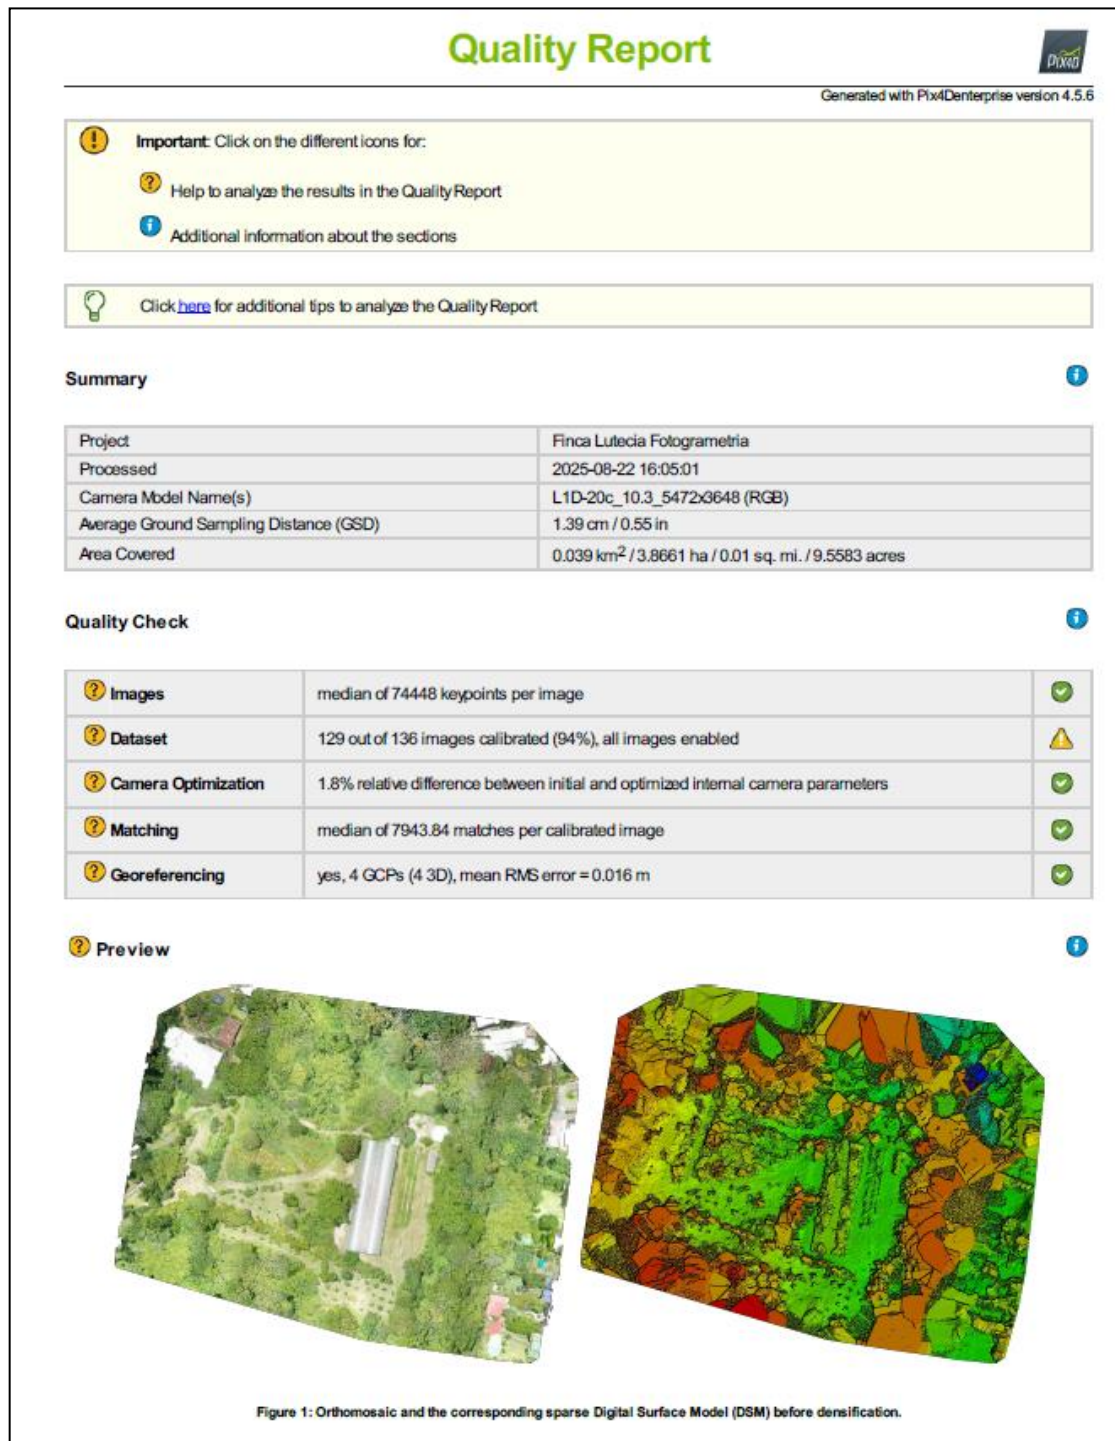 Quality Report
PIX4D
Generated with Pix4Denterprise version 4.5.6
Important: Click on the different icons for:
Help to analyze the results in the Quality Report
Additional information about the sections
Click here for additional tips to analyze the Quality Report
Summary
Project Finca Lutecia Fotogrametria
Processed 2025-08-22 16:05:01
Camera Model Name(s) L1D-20c_10.3_5472x3648 (RGB)
Average Ground Sampling Distance (GSD) 1.39 cm / 0.55 in
Area Covered 0.039 km2 / 3.8661 ha / 0.01 sq. mi. / 9.5583 acres
Quality Check
Images median of 74448 keypoints per image
Dataset 129 out of 136 images calibrated (94%), all images enabled
Camera Optimization 1.8% relative difference between initial and optimized internal camera parameters
Matching median of 7943.84 matches per calibrated image
Georeferencing yes, 4 GCPs (4 3D), mean RMS error = 0.016 m
Preview
Figure 1: Orthomosaic and the corresponding sparse Digital Surface Model (DSM) before densification.